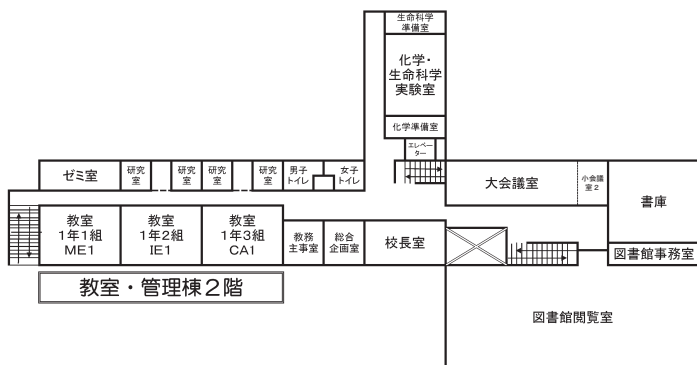 生命科学
準備室
化学・
生命科学
実験室
化学準備室
エレベー
ター
ゼミ室
研究
室
研究
室
研究
室
研究
室
男子
トイレ
女子
トイレ
大会議室
小会議
室2
書庫
教室
1年1組
ME1
教室
1年2組
IE1
教室
1年3組
CA1
教務
主事室
総合
企画室
校長室
図書館事務室
教室・管理棟2階
図書館閲覧室